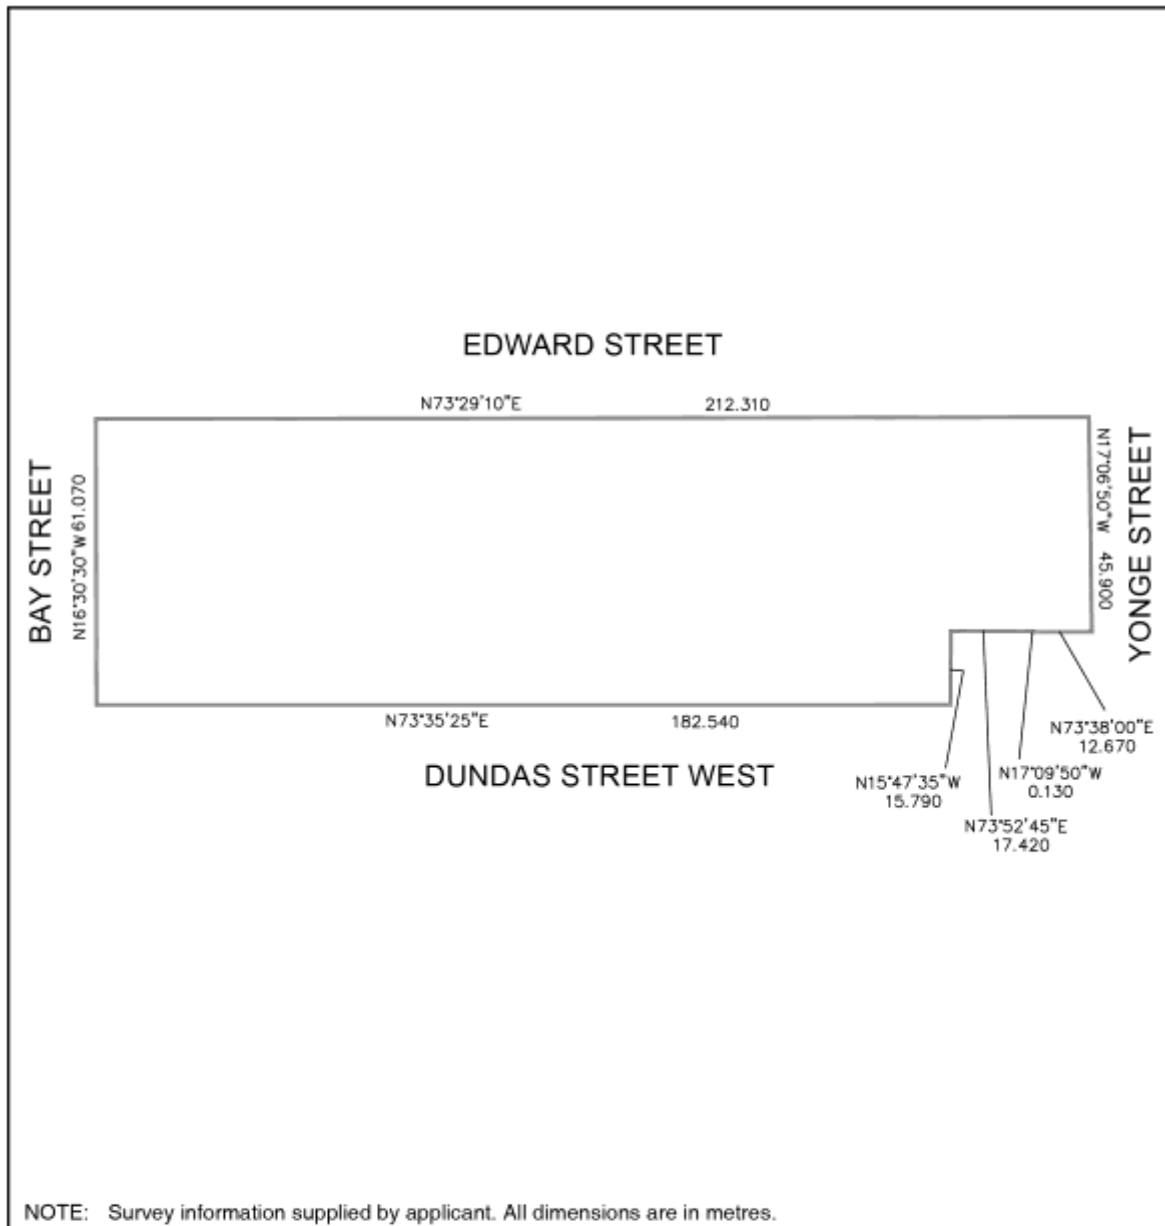 EDWARD STREET
N73°29'10"E 212.310
BAY STREET
N16°30'30"W 61.070
N17°06'50"W 45.900
YONGE STREET
N73°35'25"E 182.540
DUNDAS STREET WEST
N15°47'35"W
15.790
N73°52'45"E
17.420
N17°09'50"W
0.130
N73°38'00"E
12.670
NOTE: Survey information supplied by applicant. All dimensions are in metres.